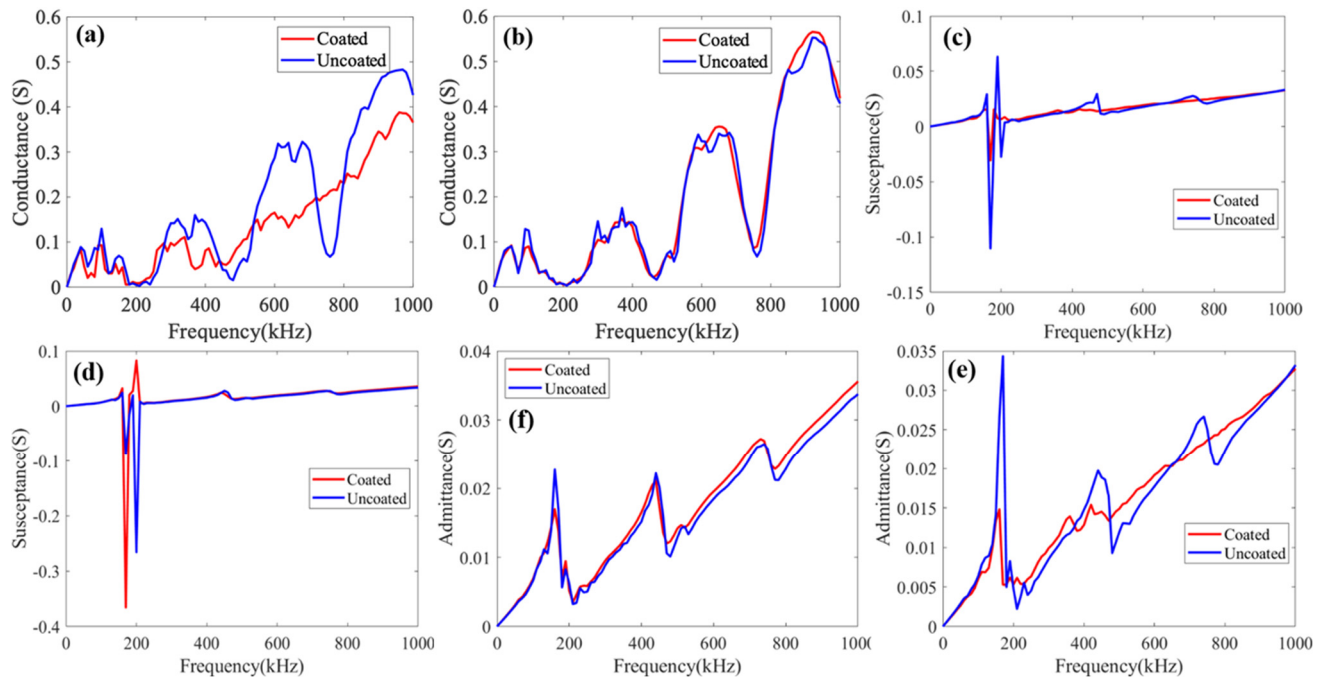 (a)
Coated
Uncoated
Conductance (S)
0.6
0.5
0.4
0.3
0.2
0.1
0
0 200 400 600 800 1000
Frequency(kHz)
(b)
Coated
Uncoated
Conductance (S)
0.6
0.5
0.4
0.3
0.2
0.1
0
0 200 400 600 800 1000
Frequency(kHz)
(c)
Susceptance(S)
0.1
0.05
0
-0.05
-0.1
-0.15
Coated
Uncoated
0 200 400 600 800 1000
Frequency(kHz)
(d)
Susceptance(S)
0.1
0
-0.1
-0.2
-0.3
-0.4
Coated
Uncoated
0 200 400 600 800 1000
Frequency(kHz)
Coated
Uncoated
(f)
Admittance(S)
0.04
0.03
0.02
0.01
0
0 200 400 600 800 1000
Frequency(kHz)
(e)
Admittance(S)
0.035
0.03
0.025
0.02
0.015
0.01
0.005
0
Coated
Uncoated
0 200 400 600 800 1000
Frequency(kHz)